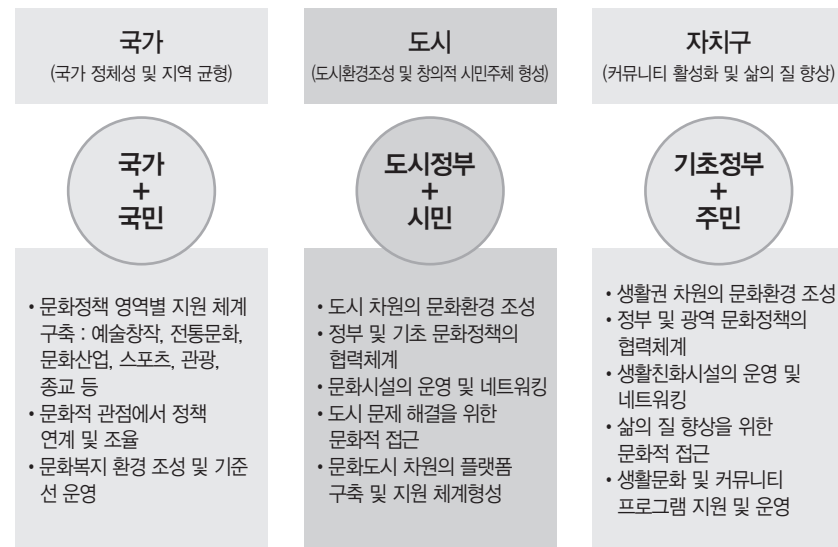 국가
(국가 정체성 및 지역 균형)
국가
+
국민
• 문화정책 영역별 지원 체계
구축 : 예술창작, 전통문화,
문화산업, 스포츠, 관광,
종교 등
• 문화적 관점에서 정책
연계 및 조율
• 문화복지 환경 조성 및 기준
선 운영
도시
(도시환경조성 및 창의적 시민주체 형성)
도시정부
+
시민
• 도시 차원의 문화환경 조성
• 정부 및 기초 문화정책의
협력체계
• 문화시설의 운영 및 네트워킹
• 도시 문제 해결을 위한
문화적 접근
• 문화도시 차원의 플랫폼
구축 및 지원 체계형성
자치구
(커뮤니티 활성화 및 삶의 질 향상)
기초정부
+
주민
• 생활권 차원의 문화환경 조성
• 정부 및 광역 문화정책의
협력체계
• 생활친화시설의 운영 및
네트워킹
• 삶의 질 향상을 위한
문화적 접근
• 생활문화 및 커뮤니티
프로그램 지원 및 운영